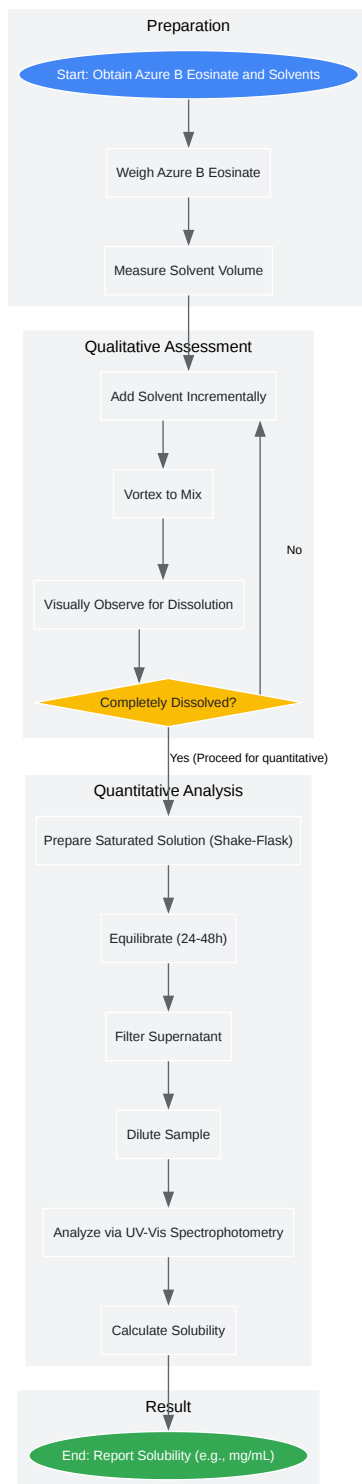 Preparation
Start: Obtain Azure B Eosinate and Solvents
Weigh Azure B Eosinate
Measure Solvent Volume
Qualitative Assessment
Add Solvent Incrementally
Vortex to Mix
No
Visually Observe for Dissolution
Completely Dissolved?
Yes (Proceed for quantitative)
Quantitative Analysis
Prepare Saturated Solution (Shake-Flask)
Equilibrate (24-48h)
Filter Supernatant
Dilute Sample
Analyze via UV-Vis Spectrophotometry
Calculate Solubility
Result
End: Report Solubility (e.g., mg/mL)